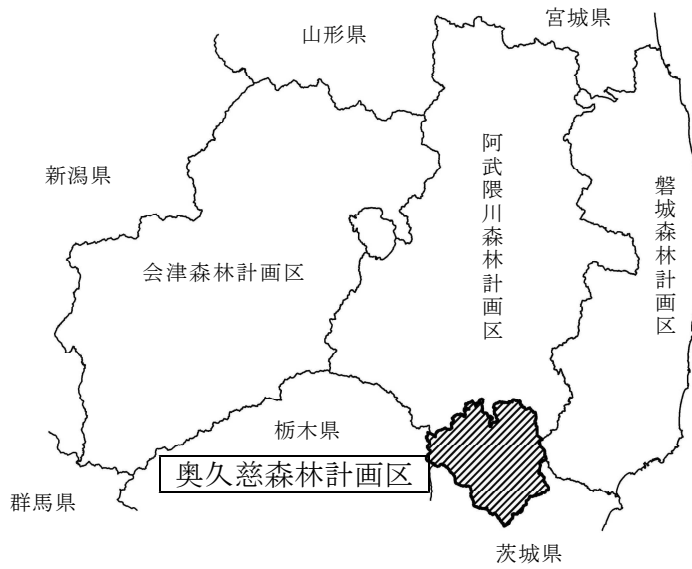 宮城県
山形県
新潟県
阿武隈川森林計画区
磐城森林計画区
会津森林計画区
栃木県
奥久慈森林計画区
群馬県
茨城県